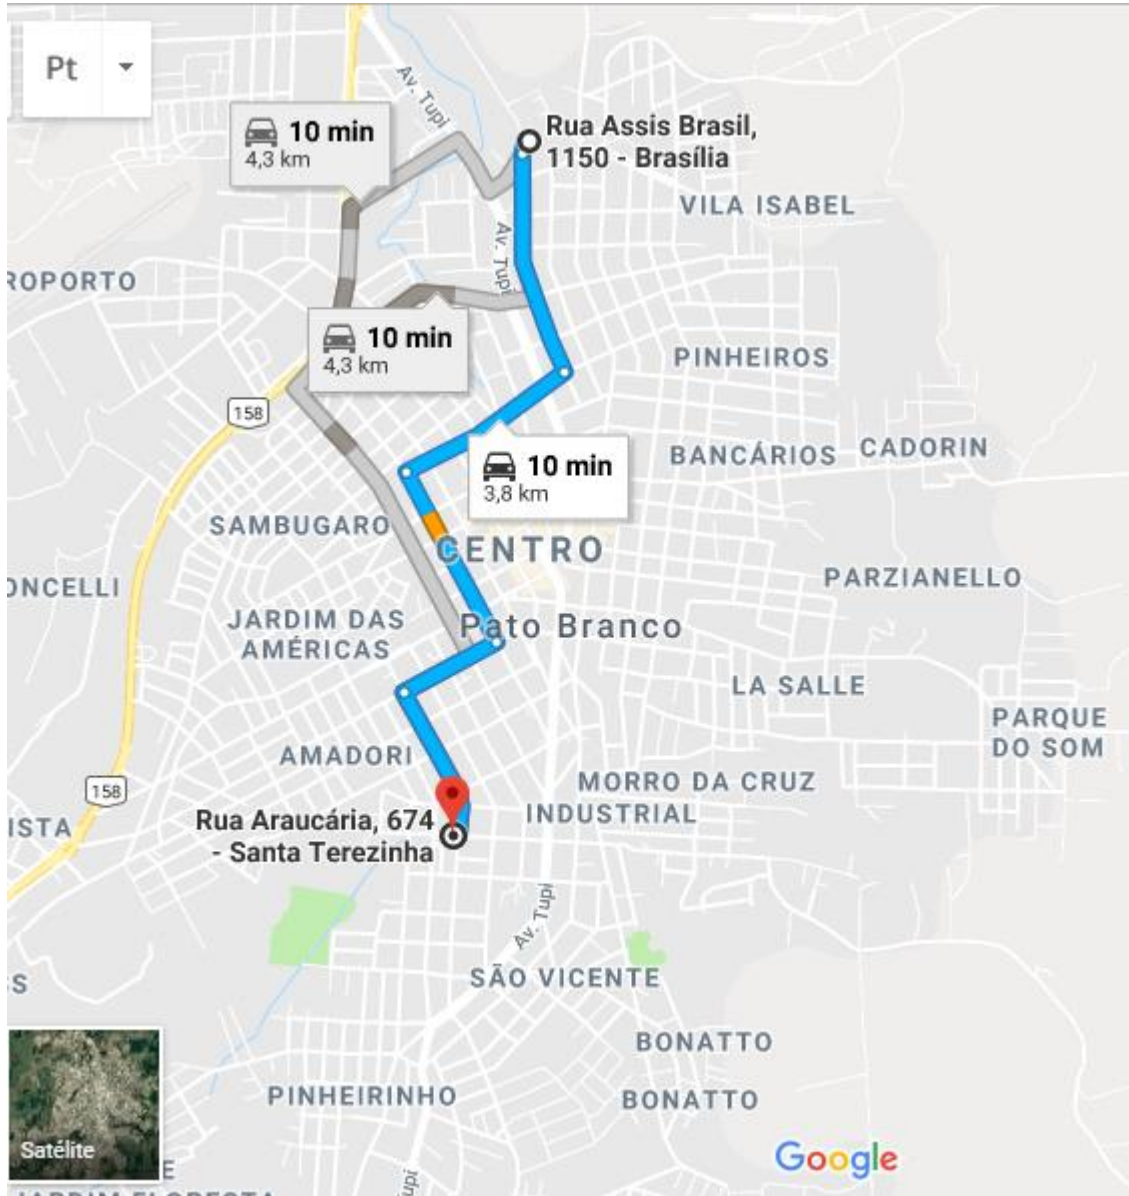 Pt
Av. Tupi
10 min
4,3 km
Rua Assis Brasil,
1150 - Brasília
VILA ISABEL
Av. Tupi
ROPORTO
10 min
4,3 km
PINHEIROS
158
BANCÁRIOS
CADORIN
10 min
3,8 km
SAMBUGARO
CENTRO
ONCELLI
PARZIANELLO
JARDIM DAS
AMÉRICAS
Pato Branco
LA SALLE
PARQUE
DO SOM
AMADORI
MORRO DA CRUZ
158
INDUSTRIAL
ISTA
Rua Araucária, 674
- Santa Terezinha
Av. Tupi
SÃO VICENTE
S
BONATTO
PINHEIRINHO
BONATTO
Satélite
Google
E
JARDIM FLORESTA
upi